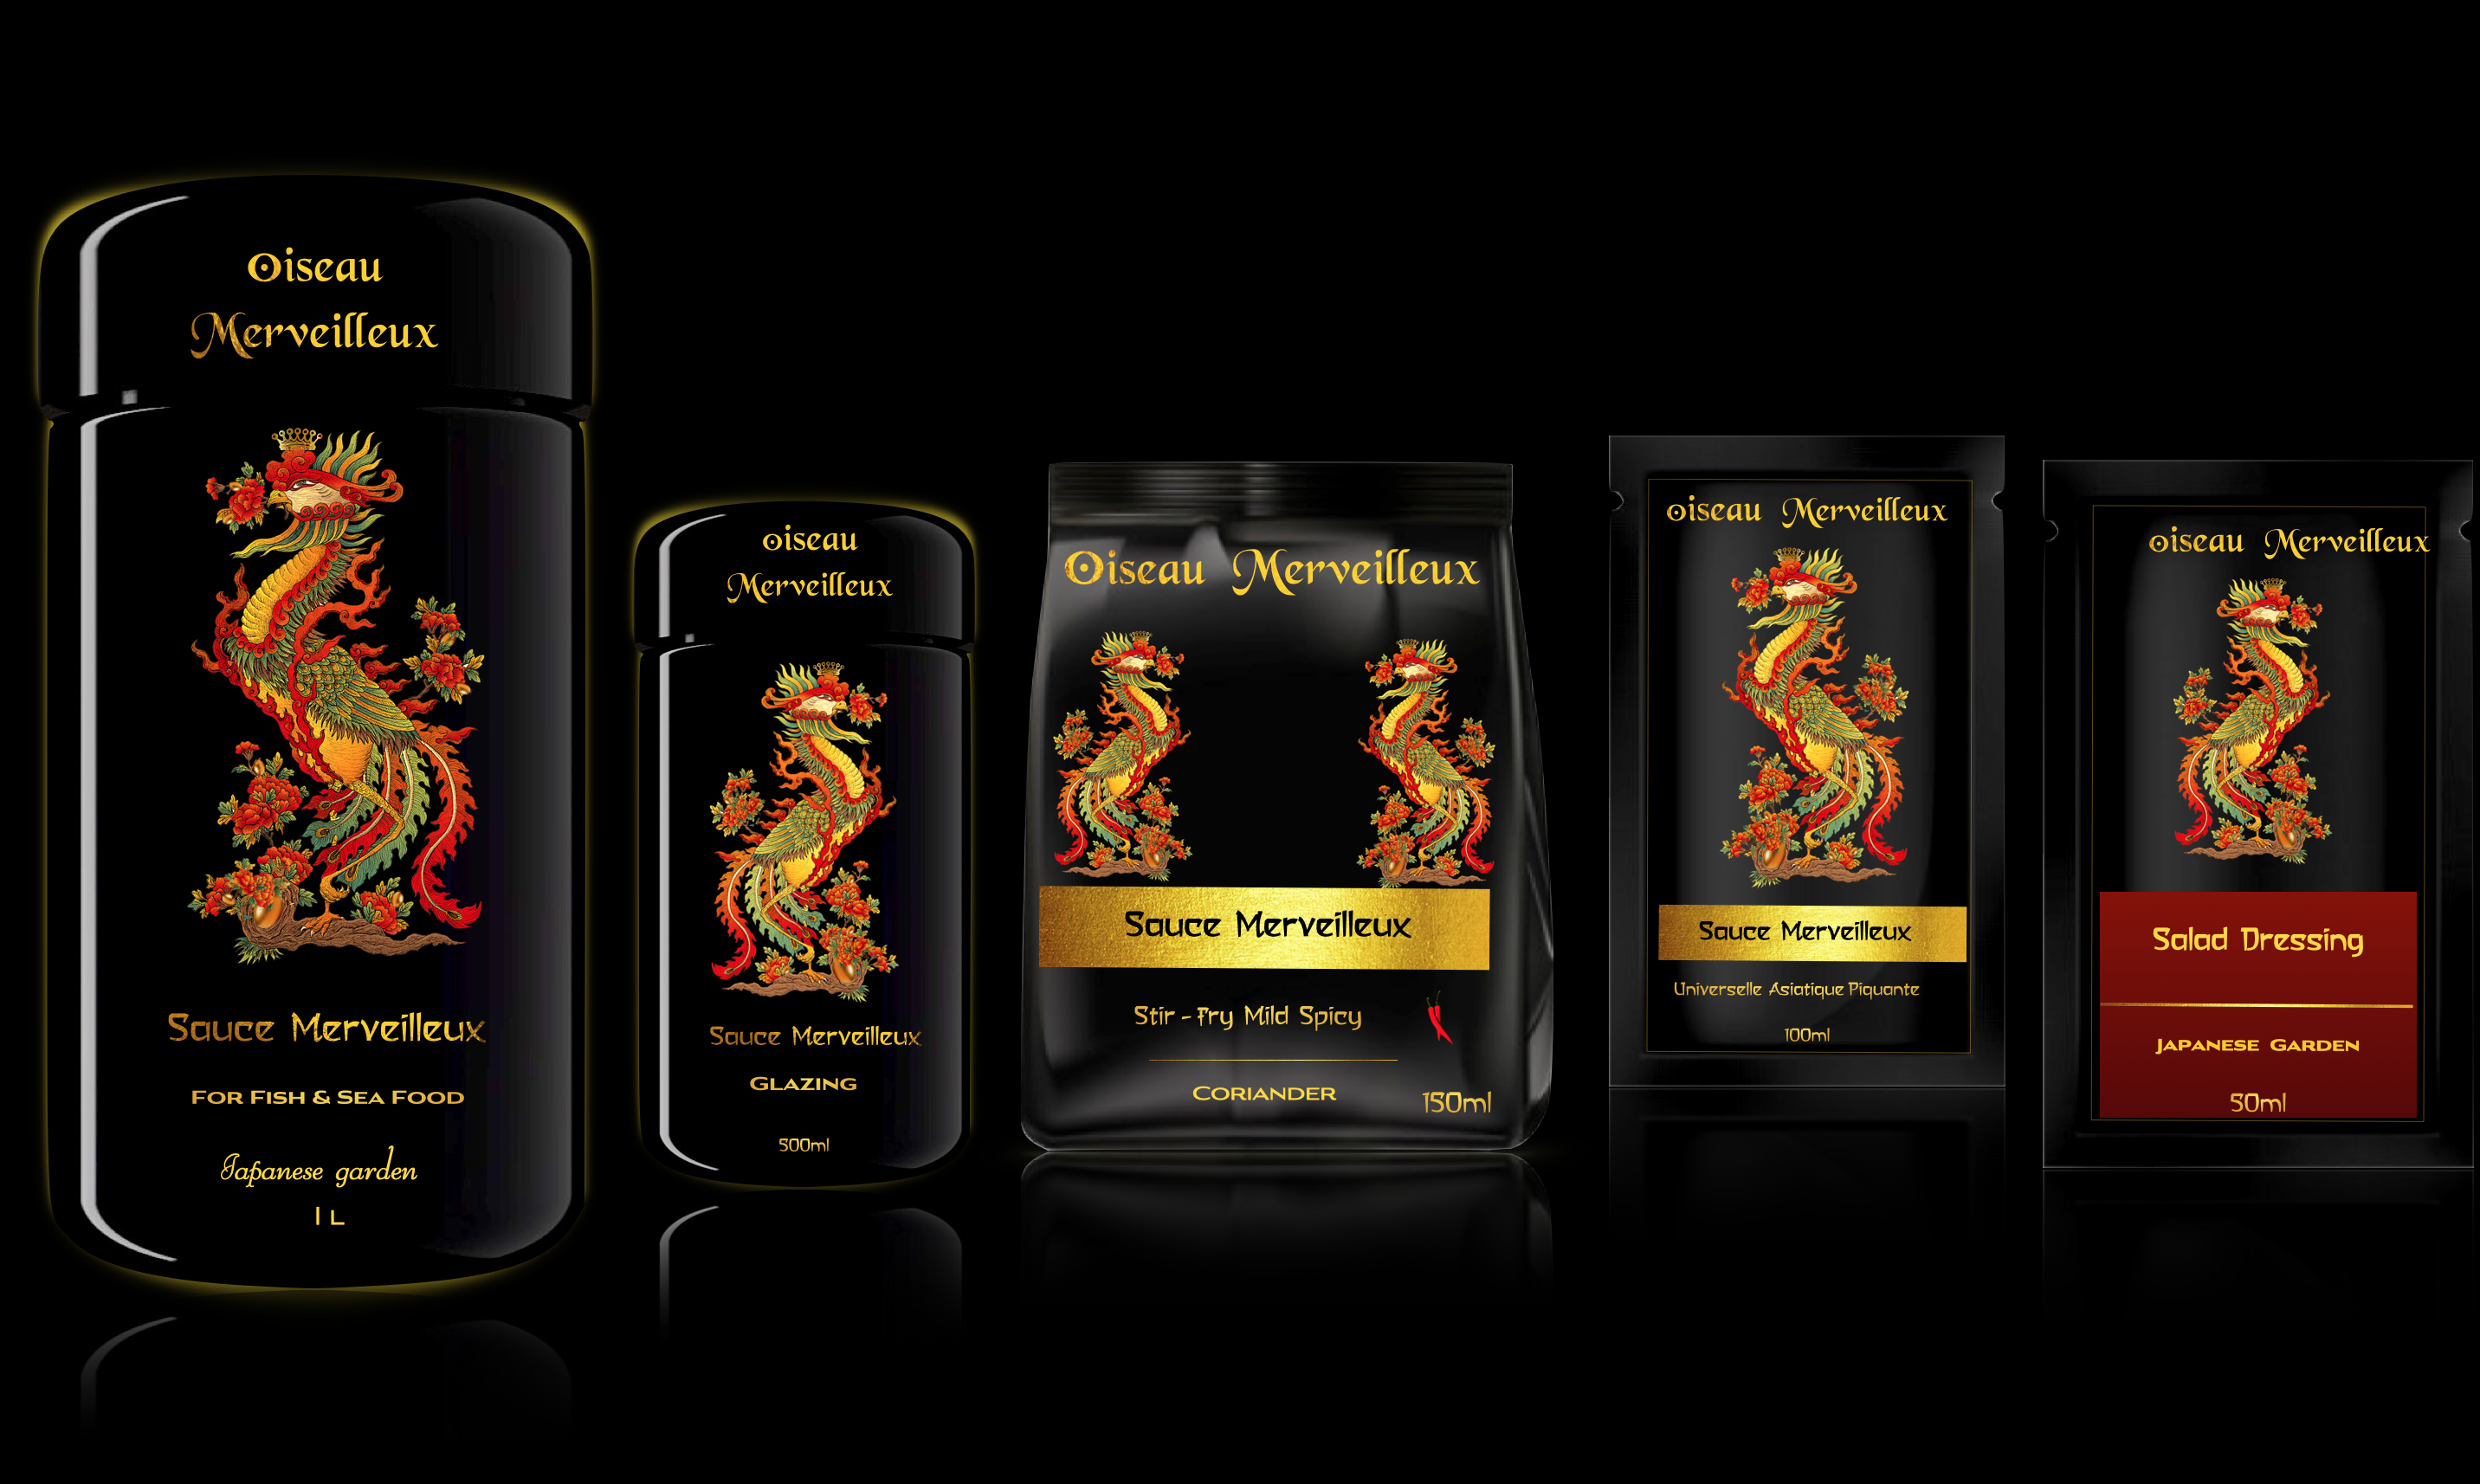 Oiseau
Merveilleux
Sauce Merveilleux
For Fish & Sea Food
Japanese garden
1 L
oiseau
Merveilleux
Sauce Merveilleux
Glazing
500ml
Oiseau Merveilleux
Sauce Merveilleux
Stir - Fry Mild Spicy
Coriander
150ml
oiseau Merveilleux
Sauce Merveilleux
Universelle Asiatique Piquante
100ml
oiseau Merveilleux
Salad Dressing
Japanese Garden
50ml